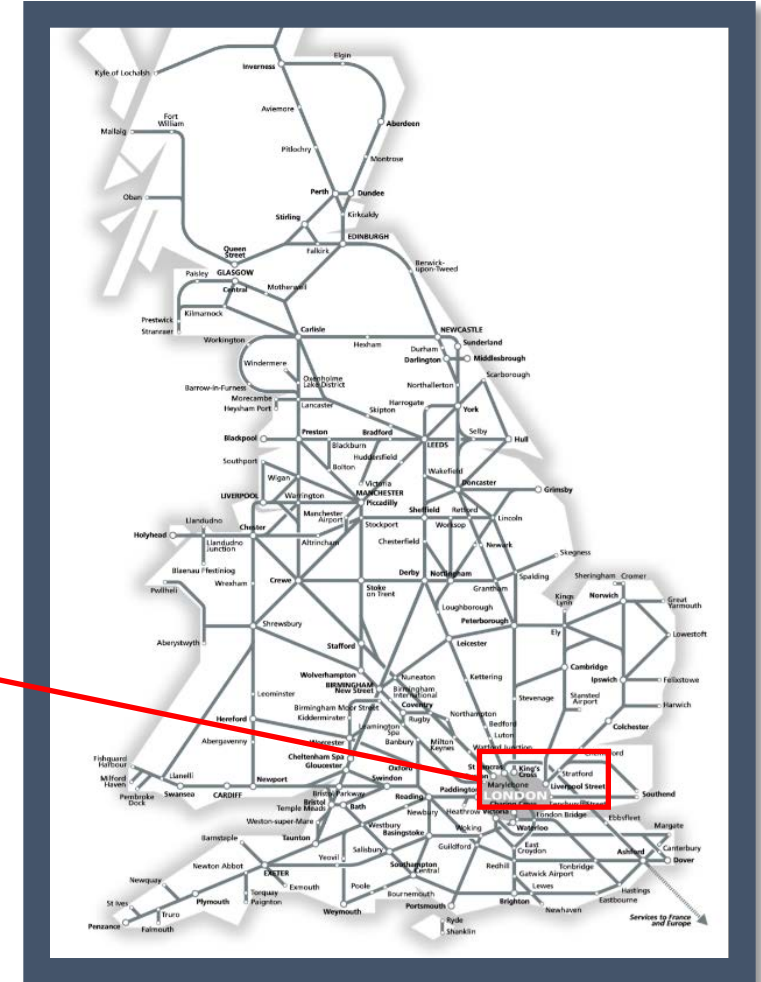 Elgin
Kyle of Lochalsh
Inverness
Aviemore
Fort
William
Mallaig
Aberdeen
Pitlochry
Montrose
Perth
Dundee
Oban
Kirkcaldy
Stirling
EDINBURGH
Queen
Street
Falkirk
Berwick-
upon-Tweed
Paisley
GLASGOW
Central
Motherwell
Kilmarnock
Prestwick
Stranraer
Carlisle
NEWCASTLE
Workington
Hexham
Sunderland
Durham
Darlington
Middlesbrough
Windermere
Scarborough
Oxenholme
Lake District
Northallerton
Barrow-in-Furness
Morecambe
Heysham Port
Lancaster
Harrogate
York
Skipton
Blackpool
Preston
Bradford
Selby
Hull
Blackburn
LEEDS
Huddersfield
Southport
Bolton
Wakefield
Wigan
Victoria
Doncaster
LIVERPOOL
Warrington
MANCHESTER
Piccadilly
Grimsby
Manchester
Airport
Sheffield
Retford
Llandudno
Chester
Stockport
Worksop
Lincoln
Holyhead
Llandudno
Junction
Altrincham
Chesterfield
Newark
Skegness
Blaenau Ffestiniog
Pwllheli
Wrexham
Crewe
Stoke
on Trent
Derby
Nottingham
Grantham
Spalding
Sheringham
Cromer
Kings
Lynn
Norwich
Great
Yarmouth
Loughborough
Peterborough
Shrewsbury
Ely
Lowestoft
Aberystwyth
Stafford
Leicester
Wolverhampton
Nuneaton
Kettering
Cambridge
BIRMINGHAM
New Street
Birmingham
International
Ipswich
Felixstowe
Leominster
Coventry
Stevenage
Stansted
Airport
Birmingham Moor Street
Kidderminster
Rugby
Northampton
Harwich
Hereford
Leamington
Spa
Bedford
Colchester
Abergavenny
Worcester
Banbury
Milton
Keynes
Luton
Watford Junction
Cheltenham Spa
Gloucester
Oxford
King's
Cross
Stratford
Fishguard
Harbour
Milford
Haven
Llanelli
Newport
Swindon
Paddington
Marylebone
Liverpool Street
Pembroke
Dock
Swansea
CARDIFF
Bristol Parkway
Reading
LONDON
Southend
Bristol
Temple Meads
Bath
Newbury
Heathrow
Victoria
London Bridge
Ebbsfleet
Weston-super-Mare
Westbury
Basingstoke
Woking
Waterloo
Margate
Barnstaple
Taunton
Salisbury
Guildford
East
Croydon
Canterbury
Yeovil
Ashford
Dover
Newton Abbot
EXETER
Southampton
Central
Redhill
Tonbridge
Gatwick Airport
Newquay
Exmouth
Poole
Bournemouth
Lewes
Hastings
St Ives
Plymouth
Torquay
Paignton
Weymouth
Portsmouth
Brighton
Eastbourne
Newhaven
Truro
Penzance
Falmouth
Ryde
Shanklin
Services to France
and Europe